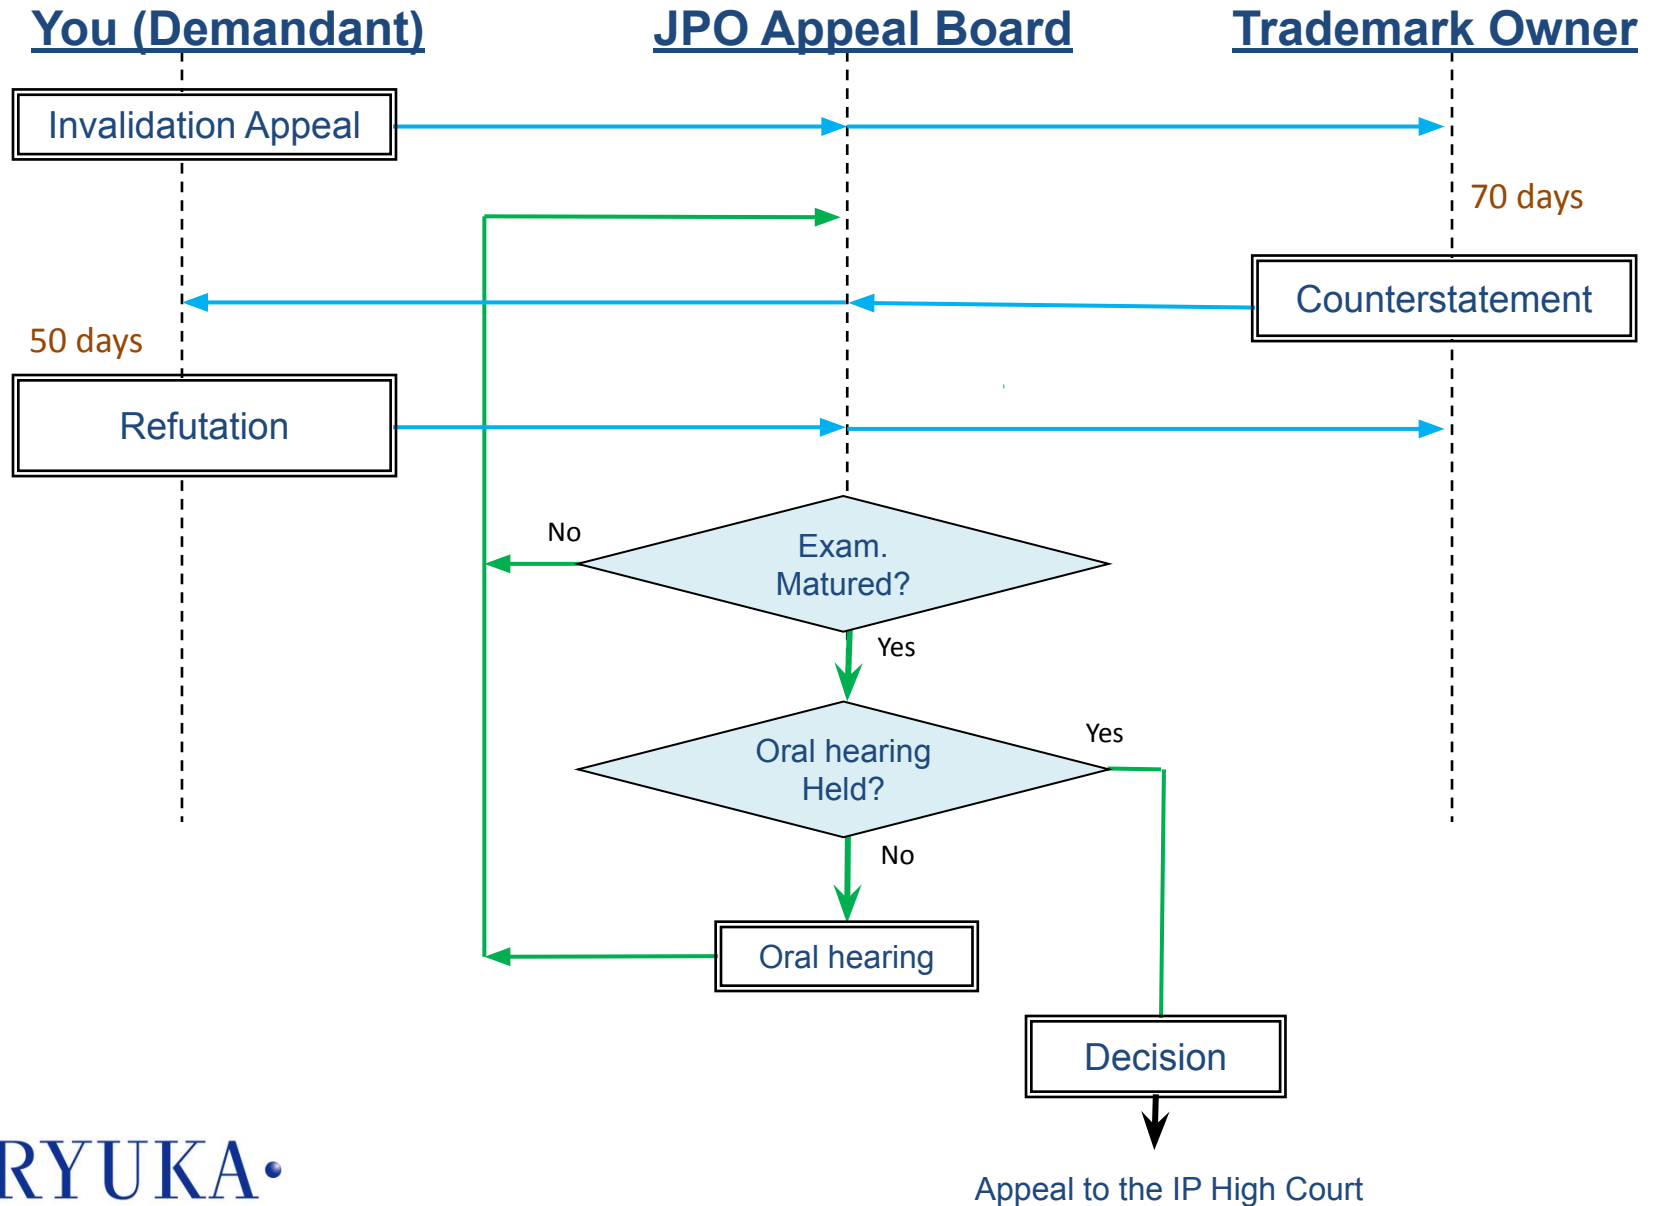 You (Demandant)
JPO Appeal Board
Trademark Owner
Invalidation Appeal
70 days
Counterstatement
50 days
Refutation
No
Exam.
Matured?
Yes
Oral hearing
Held?
Yes
No
Oral hearing
Decision
RYUKA
Appeal to the IP High Court